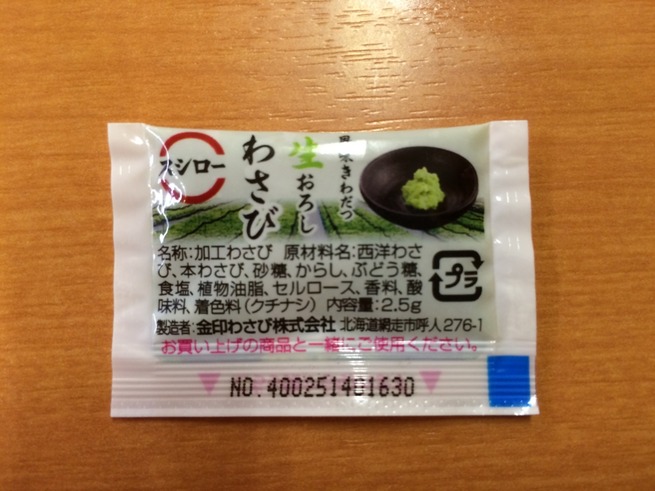 スシロー
風味きわだつ
生おろし
わさび
名称:加工わさび 原材料名:西洋わさ
び、本わさび、砂糖、からし、ぶどう糖、
食塩、植物油脂、セルロース、香料、酸
味料、着色料(クチナシ) 内容量:2.5g
プラ
製造者:金印わさび株式会社 北海道網走市呼人276-1
お買い上げの商品と一緒にご使用ください。
NO.400251401630